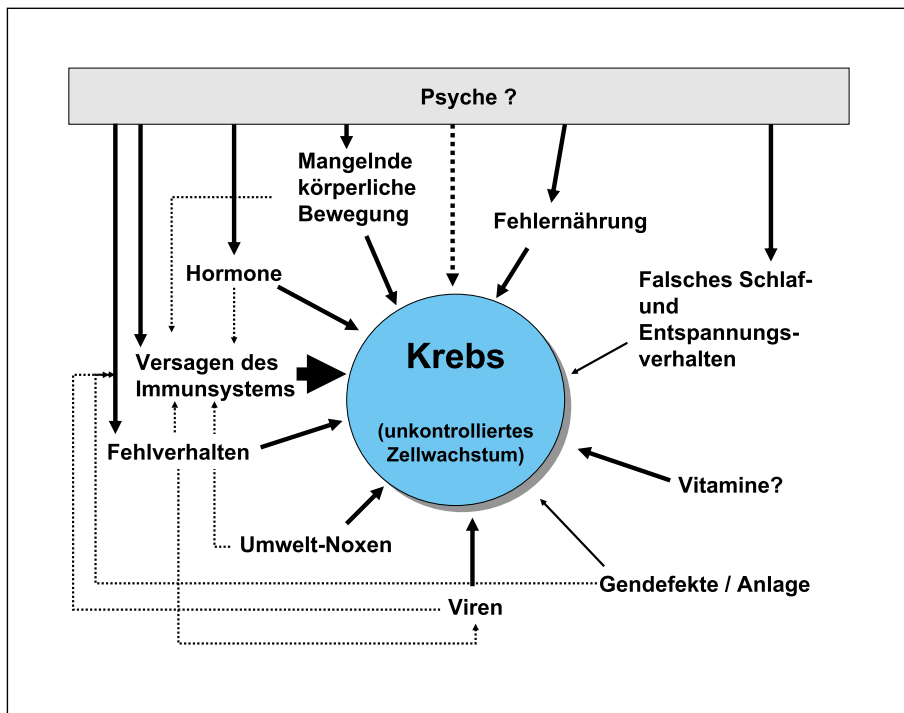 Psyche ?
Mangelnde
körperliche
Bewegung
Fehlernährung
Hormone
Falsches Schlaf-
und
Entspannungs-
verhalten
Krebs
(unkontrolliertes
Zellwachstum)
Versagen des
Immunsystems
Fehlverhalten
Vitamine?
Umwelt-Noxen
Gendefekte / Anlage
Viren